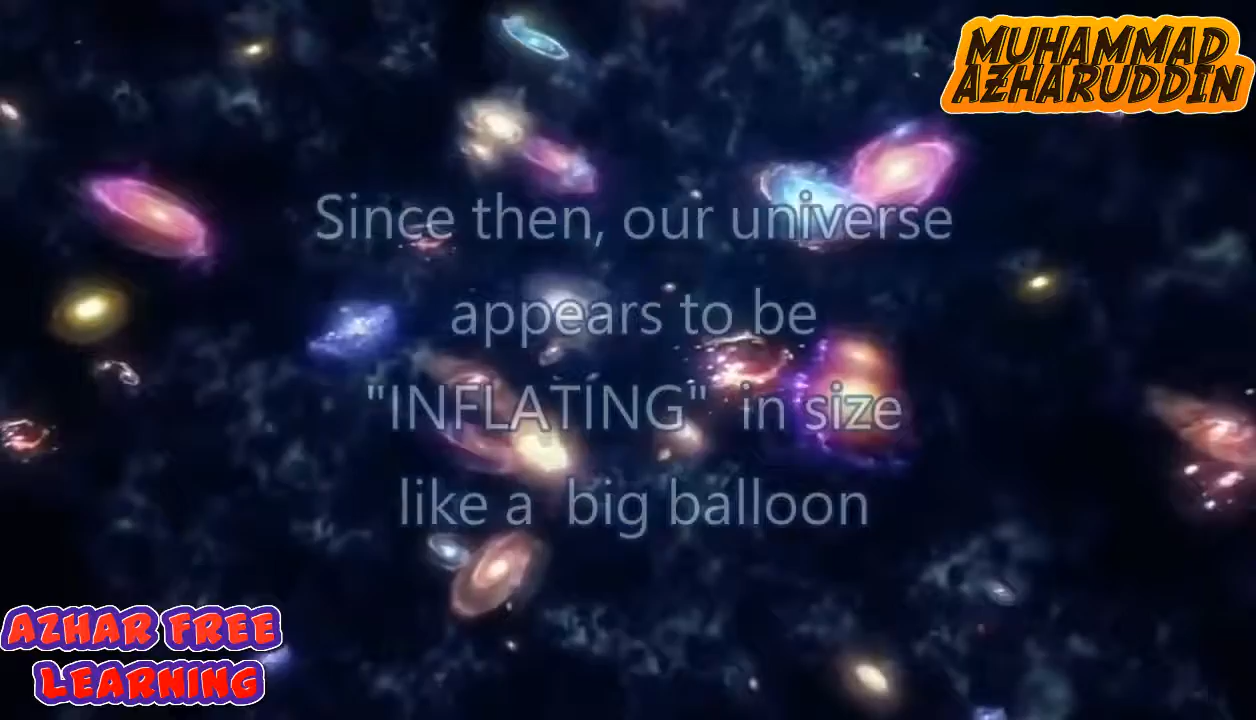 MUHAMMAD
AZHARUDDIN
Since then, our universe
appears to be
"INFLATING" in size
like a big balloon
AZHAR FREE
LEARNING